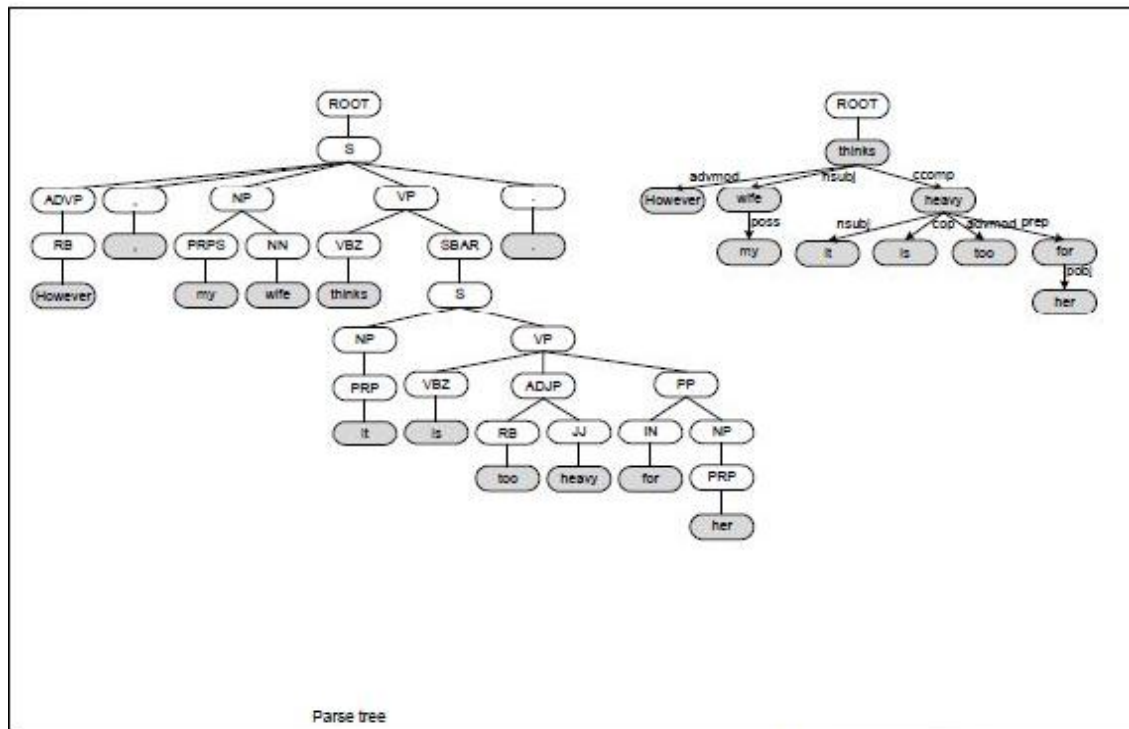 ROOT
S
ADVP , NP VP .
RB , PRPS NN VBZ SBAR .
However my wife thinks S
NP VP
PRP VBZ ADJP PP
it is RB JJ IN NP
too heavy for PRP
her
ROOT
thinks
advmod nsubj ccomp
However wife heavy
poss nsubj cop advmod prep
my it is too for
pobj
her
Parse tree